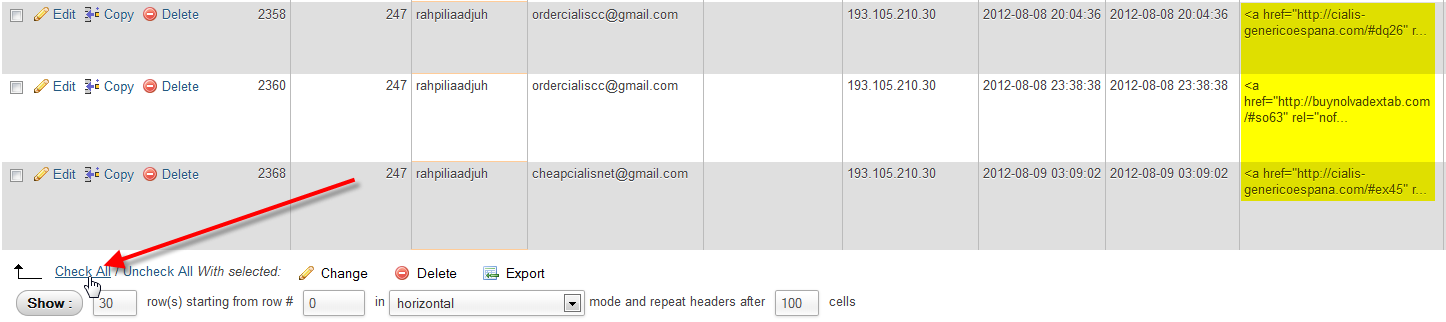 Edit Copy Delete 2358 247 rahpiliaadjuh ordercialiscc@gmail.com 193.105.210.30 2012-08-08 20:04:36 2012-08-08 20:04:36 <a href="http://cialis-
genericoespana.com/#dq26" r...
Edit Copy Delete 2360 247 rahpiliaadjuh ordercialiscc@gmail.com 193.105.210.30 2012-08-08 23:38:38 2012-08-08 23:38:38 <a
href="http://buynolvadextab.com
/#so63" rel="nof...
Edit Copy Delete 2368 247 rahpiliaadjuh cheapcialisnet@gmail.com 193.105.210.30 2012-08-09 03:09:02 2012-08-09 03:09:02 <a href="http://cialis-
genericoespana.com/#ex45" r...
Check All / Uncheck All With selected: Change Delete Export
Show : 30 row(s) starting from row # 0 in horizontal mode and repeat headers after 100 cells